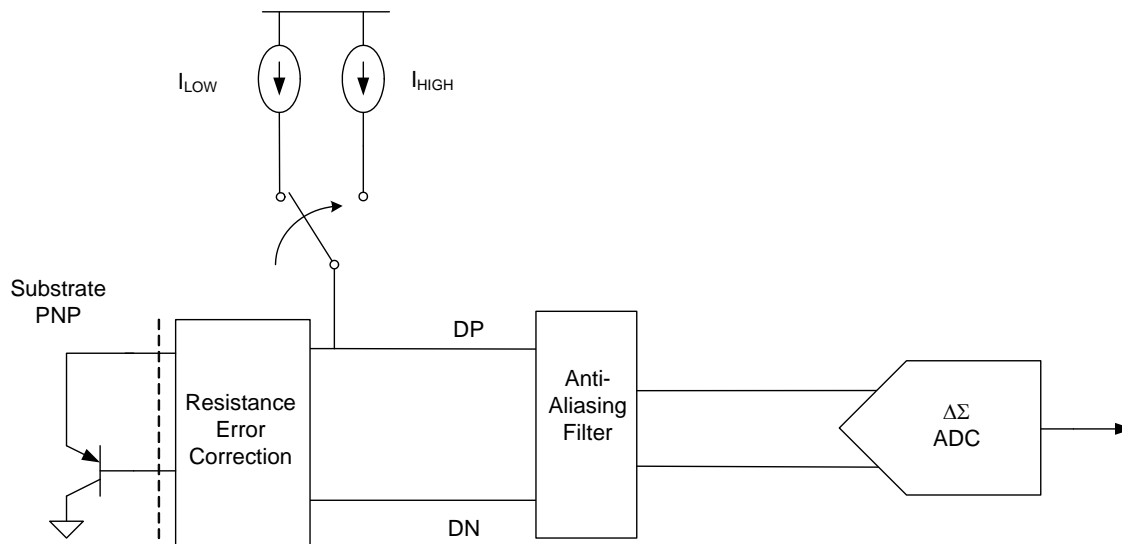 I_LOW
I_HIGH
Substrate
PNP
DP
Resistance
Error
Correction
Anti-
Aliasing
Filter
ΔΣ
ADC
DN